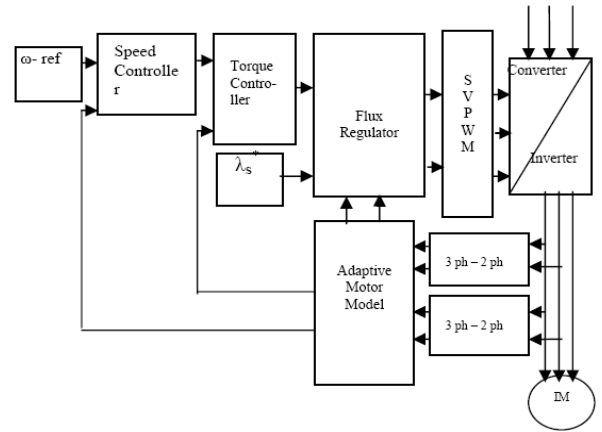 ω- ref
Speed
Controlle
r
Torque
Contro-
ller
Flux
Regulator
S
V
P
W
M
Converter
Inverter
λs*
Adaptive
Motor
Model
3 ph – 2 ph
3 ph – 2 ph
IM